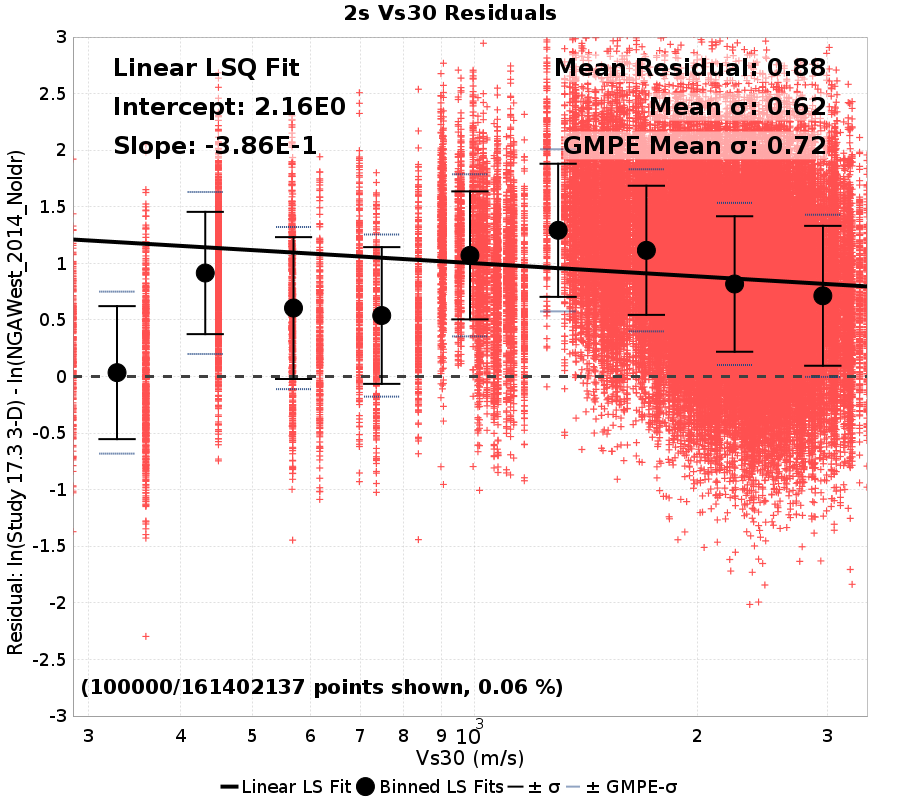 2s Vs30 Residuals
Linear LSQ Fit
Intercept: 2.16E0
Slope: -3.86E-1
Mean Residual: 0.88
Mean σ: 0.62
GMPE Mean σ: 0.72
Residual: ln(Study 17.3 3-D) - ln(NGAWest_2014_NoIdr)
3
2.5
2
1.5
1
0.5
0
-0.5
-1
-1.5
-2
-2.5
-3
(100000/161402137 points shown, 0.06 %)
3 4 5 6 7 8 9 10³ 2 3
Vs30 (m/s)
Linear LS Fit Binned LS Fits ± σ ± GMPE-σ